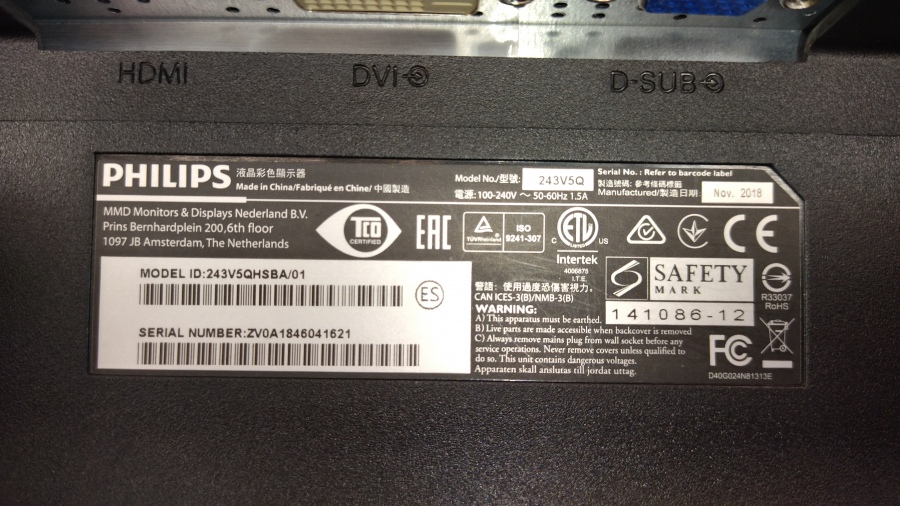 HDMI
DVI
D-SUB
PHILIPS 液晶彩色顯示器
Made in China/Fabriqué en Chine/ 中國製造
Model No./型號: 243V5Q
電源: 100-240V ~ 50-60Hz 1.5A
Serial No. : Refer to barcode label
製造號碼: 參考條碼標籤
Manufactured/製造日期: Nov. 2018
MMD Monitors & Displays Nederland B.V.
Prins Bernhardplein 200,6th floor
1097 JB Amsterdam, The Netherlands
TCO
CERTIFIED
EAC
TÜVRheinland
CERTIFIED
ISO
9241-307
C ETL US
Intertek
4006875
I.T.E.
CE
MODEL ID:243V5QHSBA/01
ES
SERIAL NUMBER:ZV0A1846041621
警語: 使用過度恐傷害視力。
CAN ICES-3(B)/NMB-3(B)
WARNING:
A) This apparatus must be earthed.
B) Live parts are made accessible when backcover is removed
C) Always remove mains plug from wall socket before any
service operations. Never remove covers unless qualified to
do so. This unit contains dangerous voltages.
Apparaten skall anslutas till jordat uttag.
S SAFETY
MARK
141086-12
R33037
RoHS
FC
D40G024N81313E